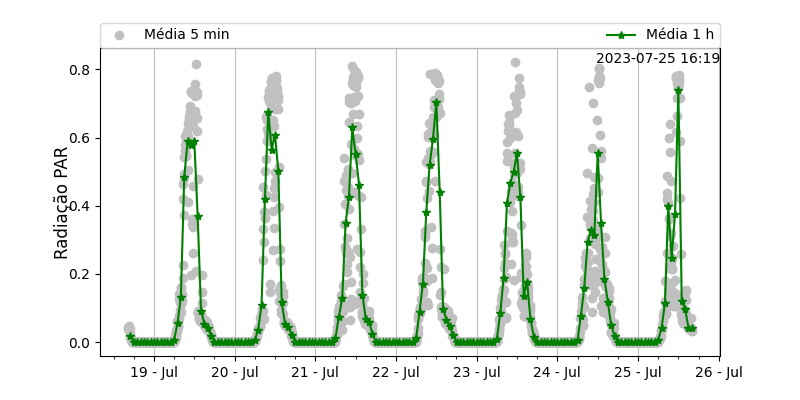 Média 5 min
Média 1 h
2023-07-25 16:19
Radiação PAR
0.8
0.6
0.4
0.2
0.0
19 - Jul
20 - Jul
21 - Jul
22 - Jul
23 - Jul
24 - Jul
25 - Jul
26 - Jul